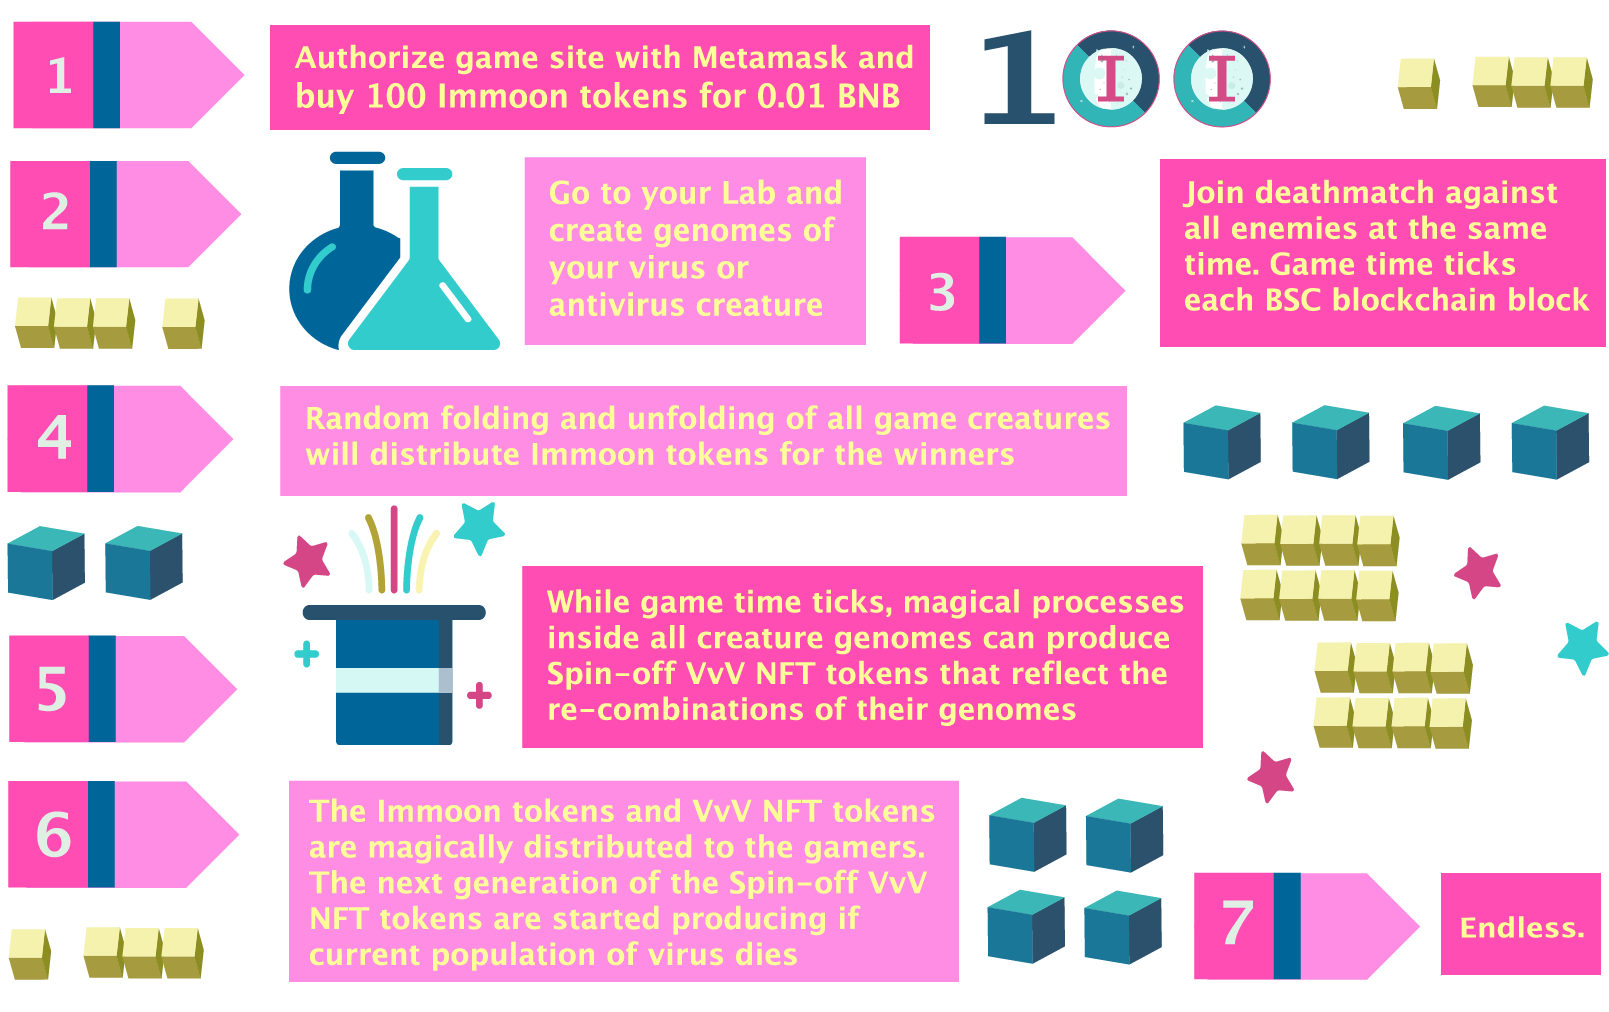 1
Authorize game site with Metamask and
buy 100 Immoon tokens for 0.01 BNB
1II
2
Go to your Lab and
create genomes of
your virus or
antivirus creature
3
Join deathmatch against
all enemies at the same
time. Game time ticks
each BSC blockchain block
4
Random folding and unfolding of all game creatures
will distribute Immoon tokens for the winners
5
While game time ticks, magical processes
inside all creature genomes can produce
Spin-off VvV NFT tokens that reflect the
re-combinations of their genomes
6
The Immoon tokens and VvV NFT tokens
are magically distributed to the gamers.
The next generation of the Spin-off VvV
NFT tokens are started producing if
current population of virus dies
7
Endless.